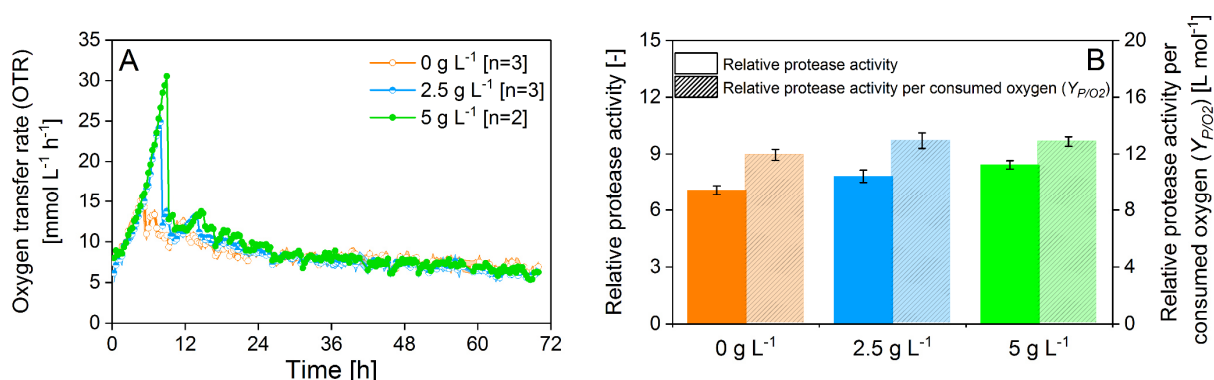 A
0 g L⁻¹ [n=3]
2.5 g L⁻¹ [n=3]
5 g L⁻¹ [n=2]
Oxygen transfer rate (OTR)
[mmol L⁻¹ h⁻¹]
35
30
25
20
15
10
5
0
0 12 24 36 48 60 72
Time [h]
B
Relative protease activity
Relative protease activity per consumed oxygen (Y_P/O2)
Relative protease activity [-]
15
12
9
6
3
0
0 g L⁻¹ 2.5 g L⁻¹ 5 g L⁻¹
20
16
12
8
4
0
Relative protease activity per
consumed oxygen (Y_P/O2) [L mol⁻¹]